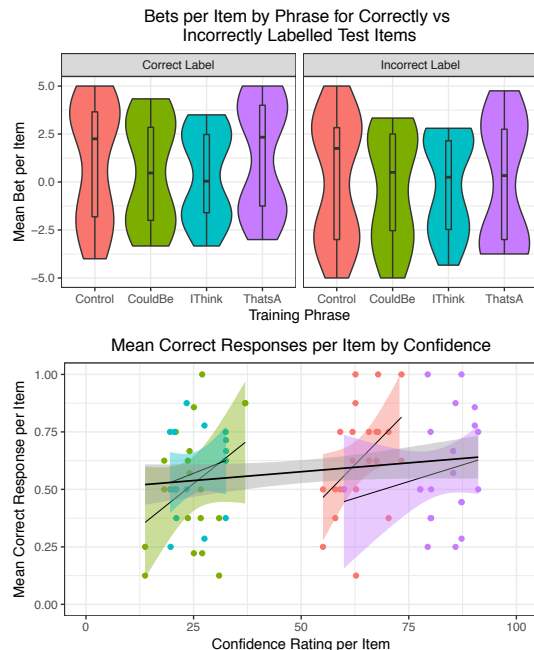 Bets per Item by Phrase for Correctly vs
Incorrectly Labelled Test Items
Correct Label
Incorrect Label
Mean Bet per Item
5.0
2.5
0.0
−2.5
−5.0
Control CouldBe IThink ThatsA
Control CouldBe IThink ThatsA
Training Phrase
Mean Correct Responses per Item by Confidence
Mean Correct Response per Item
1.00
0.75
0.50
0.25
0.00
0 25 50 75 100
Confidence Rating per Item